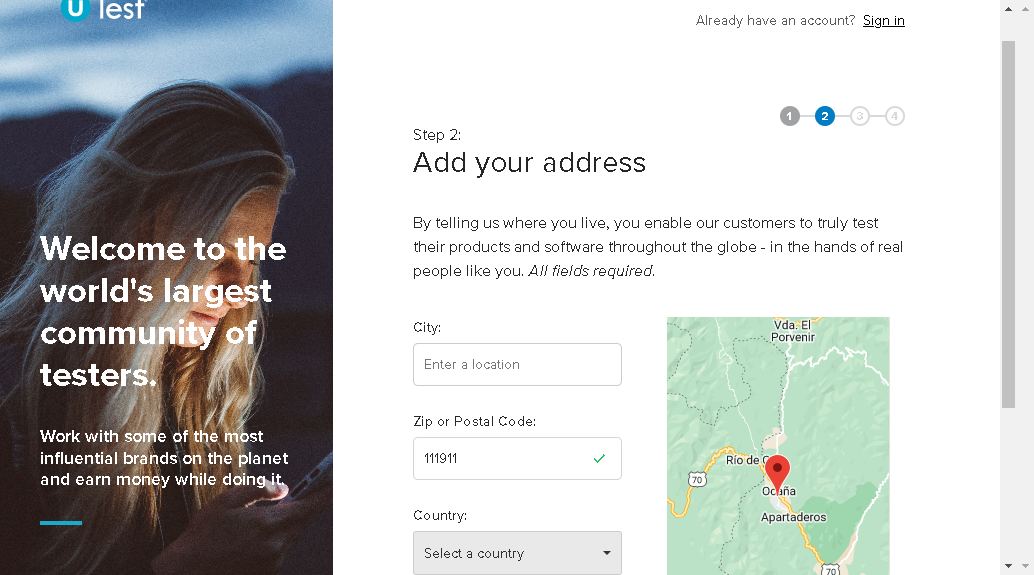 U Test
Already have an account? Sign in
1 2 3 4
Step 2:
Add your address
By telling us where you live, you enable our customers to truly test
their products and software throughout the globe - in the hands of real
people like you. All fields required.
Welcome to the
world's largest
community of
testers.
Work with some of the most
influential brands on the planet
and earn money while doing it.
City:
Enter a location
Zip or Postal Code:
111911
Country:
Select a country
Vda. El
Porvenir
Río de
70
Ocaña
Apartaderos
70